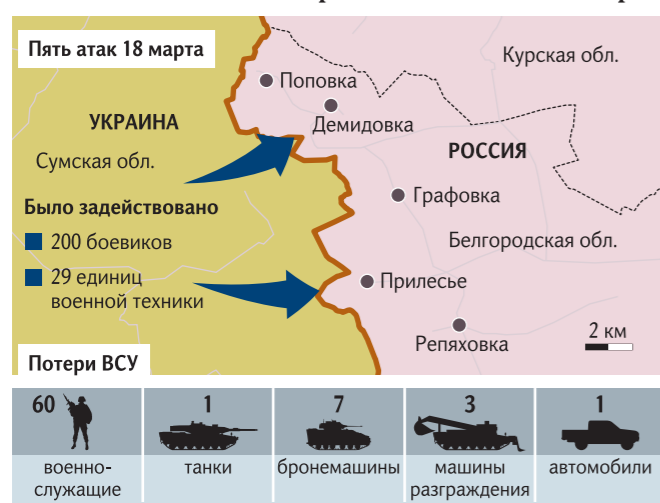 Пять атак 18 марта
Курская обл.
Поповка
УКРАИНА
Демидовка
Сумская обл.
РОССИЯ
Было задействовано
Графовка
200 боевиков
Белгородская обл.
29 единиц
военной техники
Прилесье
Репяховка
2 км
Потери ВСУ
60
1
7
3
1
военно-
служащие
танки
бронемашины
машины
разграждения
автомобили